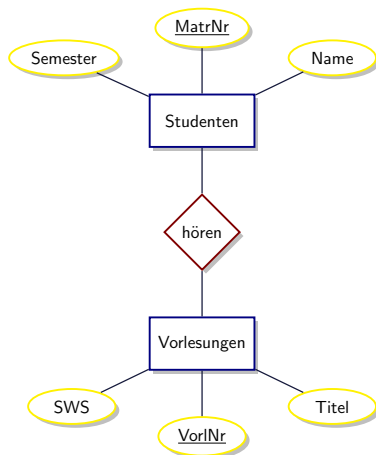 MatrNr
Semester
Name
Studenten
hören
Vorlesungen
SWS
Titel
VorlNr